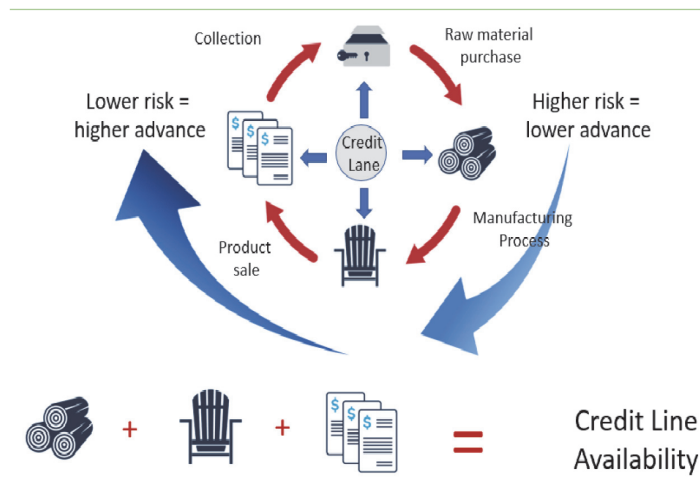 Collection
Raw material
purchase
Lower risk =
higher advance
$ $ $
Credit
Lane
Higher risk =
lower advance
Product
sale
Manufacturing
Process
+ + $ $ $ =
Credit Line
Availability